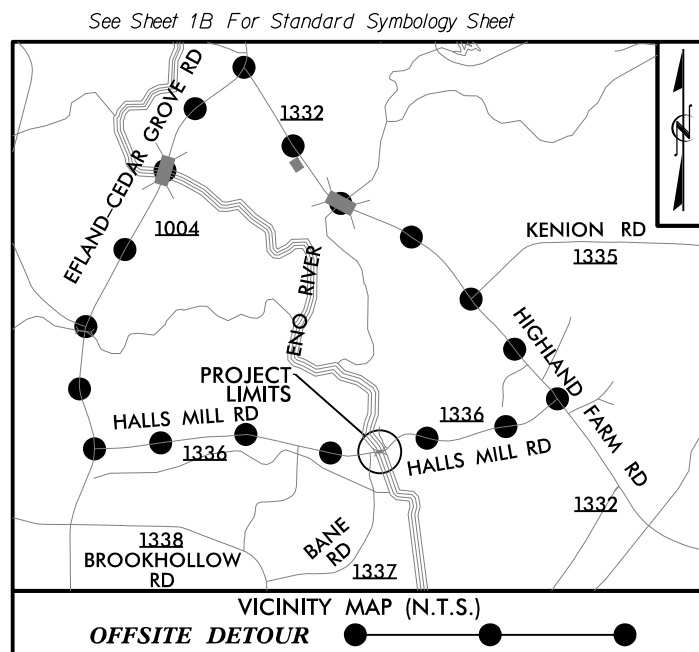 See Sheet 1B For Standard Symbology Sheet
EFLAND-CEDAR GROVE RD
1332
1004
KENION RD
1335
ENO RIVER
HIGHLAND FARM RD
PROJECT
LIMITS
HALLS MILL RD
1336
1336
HALLS MILL RD
1332
1338
BROOKHOLLOW
RD
BANE
RD
1337
VICINITY MAP (N.T.S.)
OFFSITE DETOUR